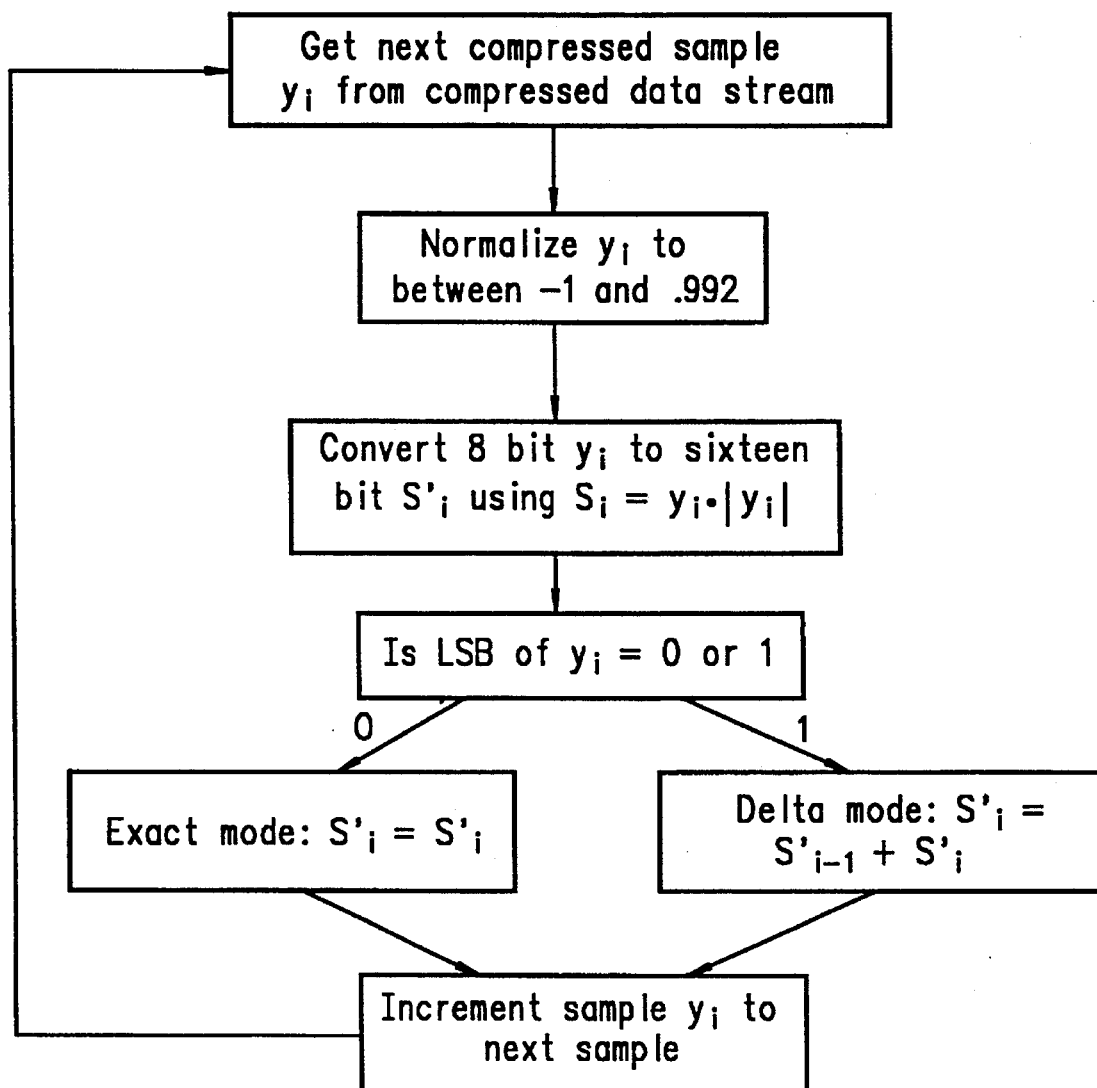 Get next compressed sample
yi from compressed data stream
Normalize yi to
between -1 and .992
Convert 8 bit yi to sixteen
bit S'i using Si = yi•|yi|
Is LSB of yi = 0 or 1
0
1
Exact mode: S'i = S'i
Delta mode: S'i =
S'i-1 + S'i
Increment sample yi to
next sample